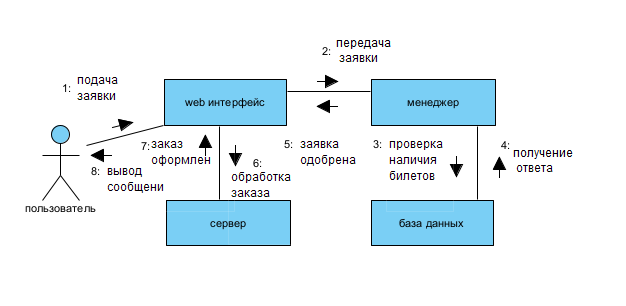 2: передача
заявки
1: подача
заявки
web интерфейс
менеджер
7: заказ
оформлен
5: заявка
одобрена
3: проверка
наличия
билетов
4: получение
ответа
8: вывод
сообщени
6:
обработка
заказа
пользователь
сервер
база данных